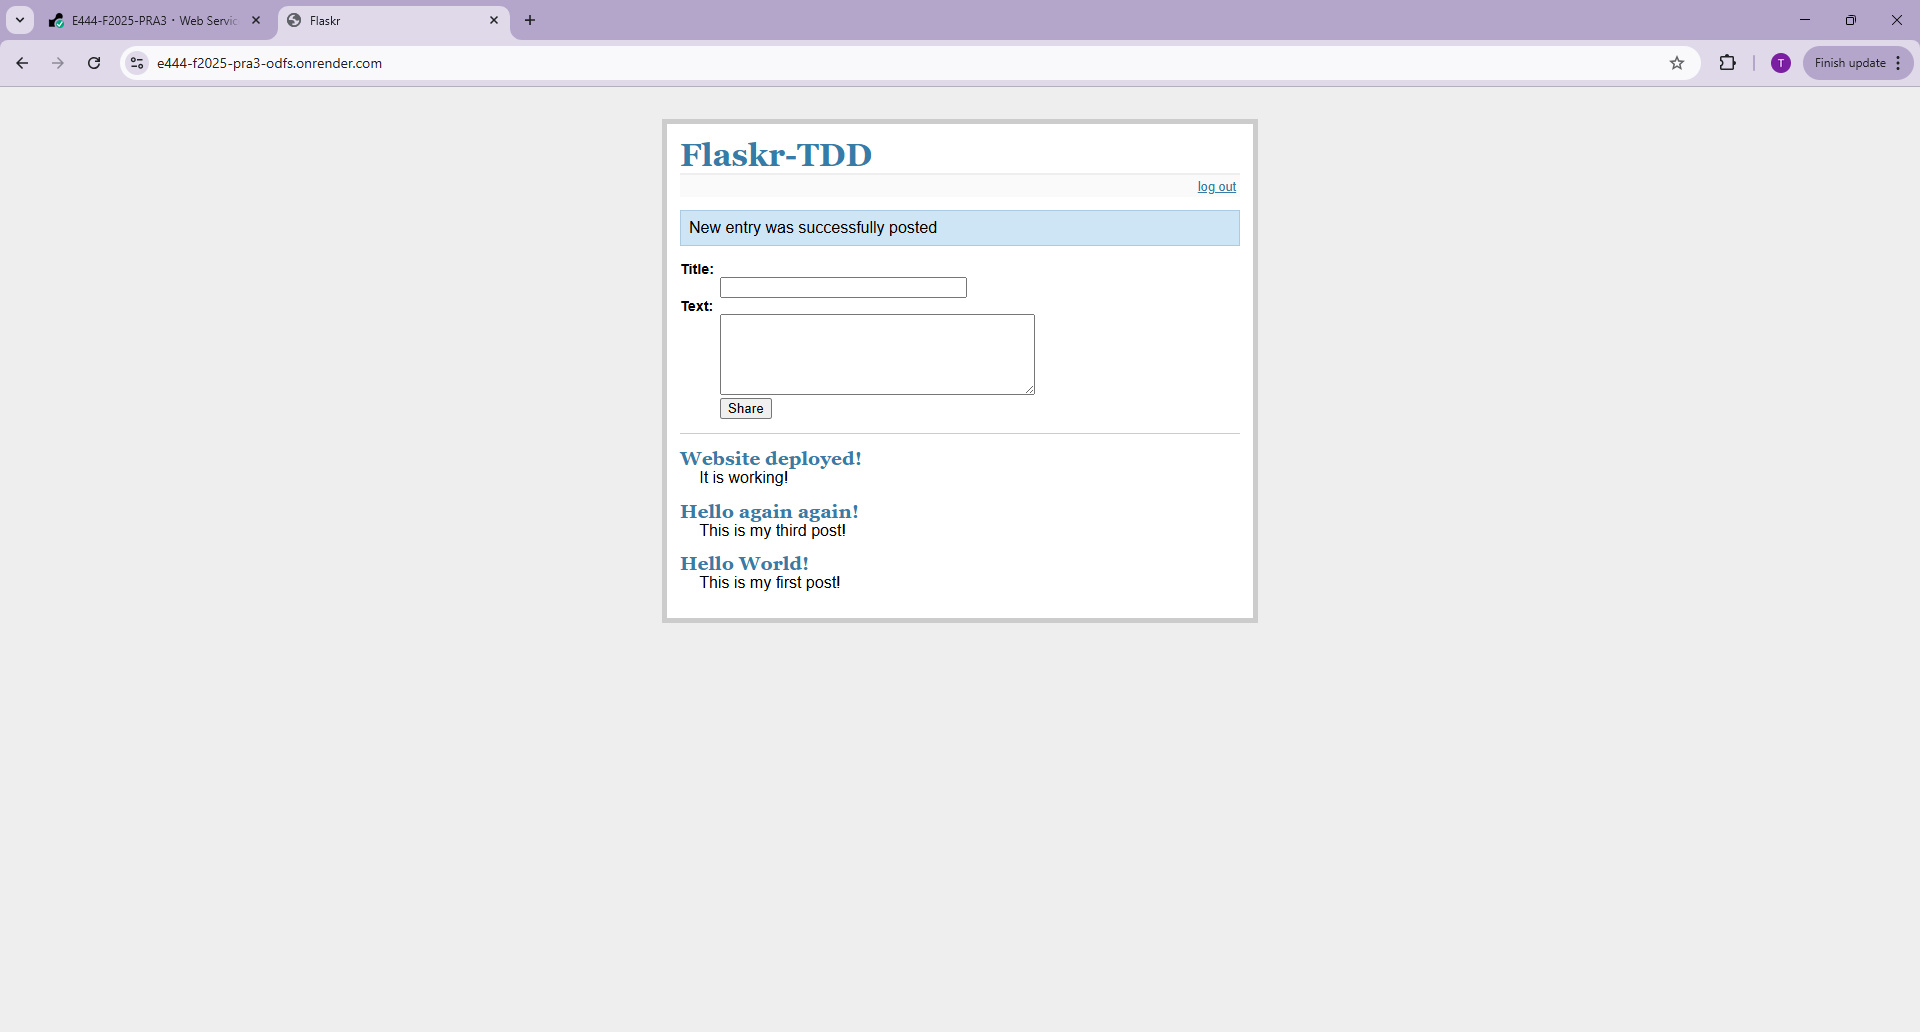 E444-F2025-PRA3 · Web Servic
Flaskr
e444-f2025-pra3-odfs.onrender.com
T
Finish update
Flaskr-TDD
log out
New entry was successfully posted
Title:
Text:
Share
Website deployed!
It is working!
Hello again again!
This is my third post!
Hello World!
This is my first post!